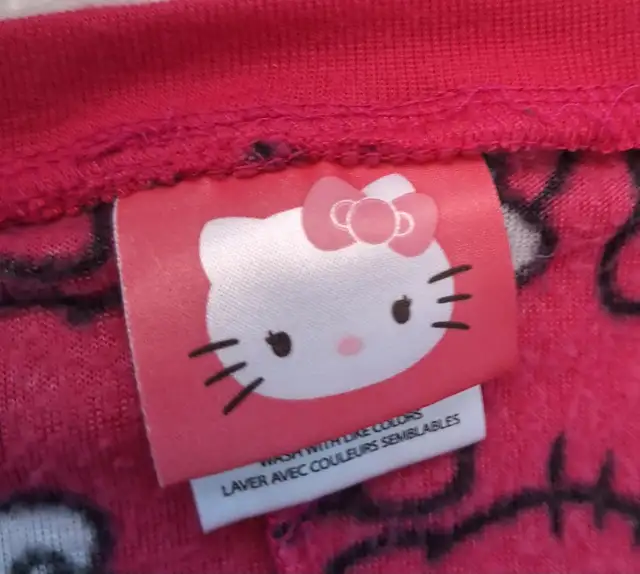 WASH WITH LIKE COLORS
LAVER AVEC COULEURS SEMBLABLES